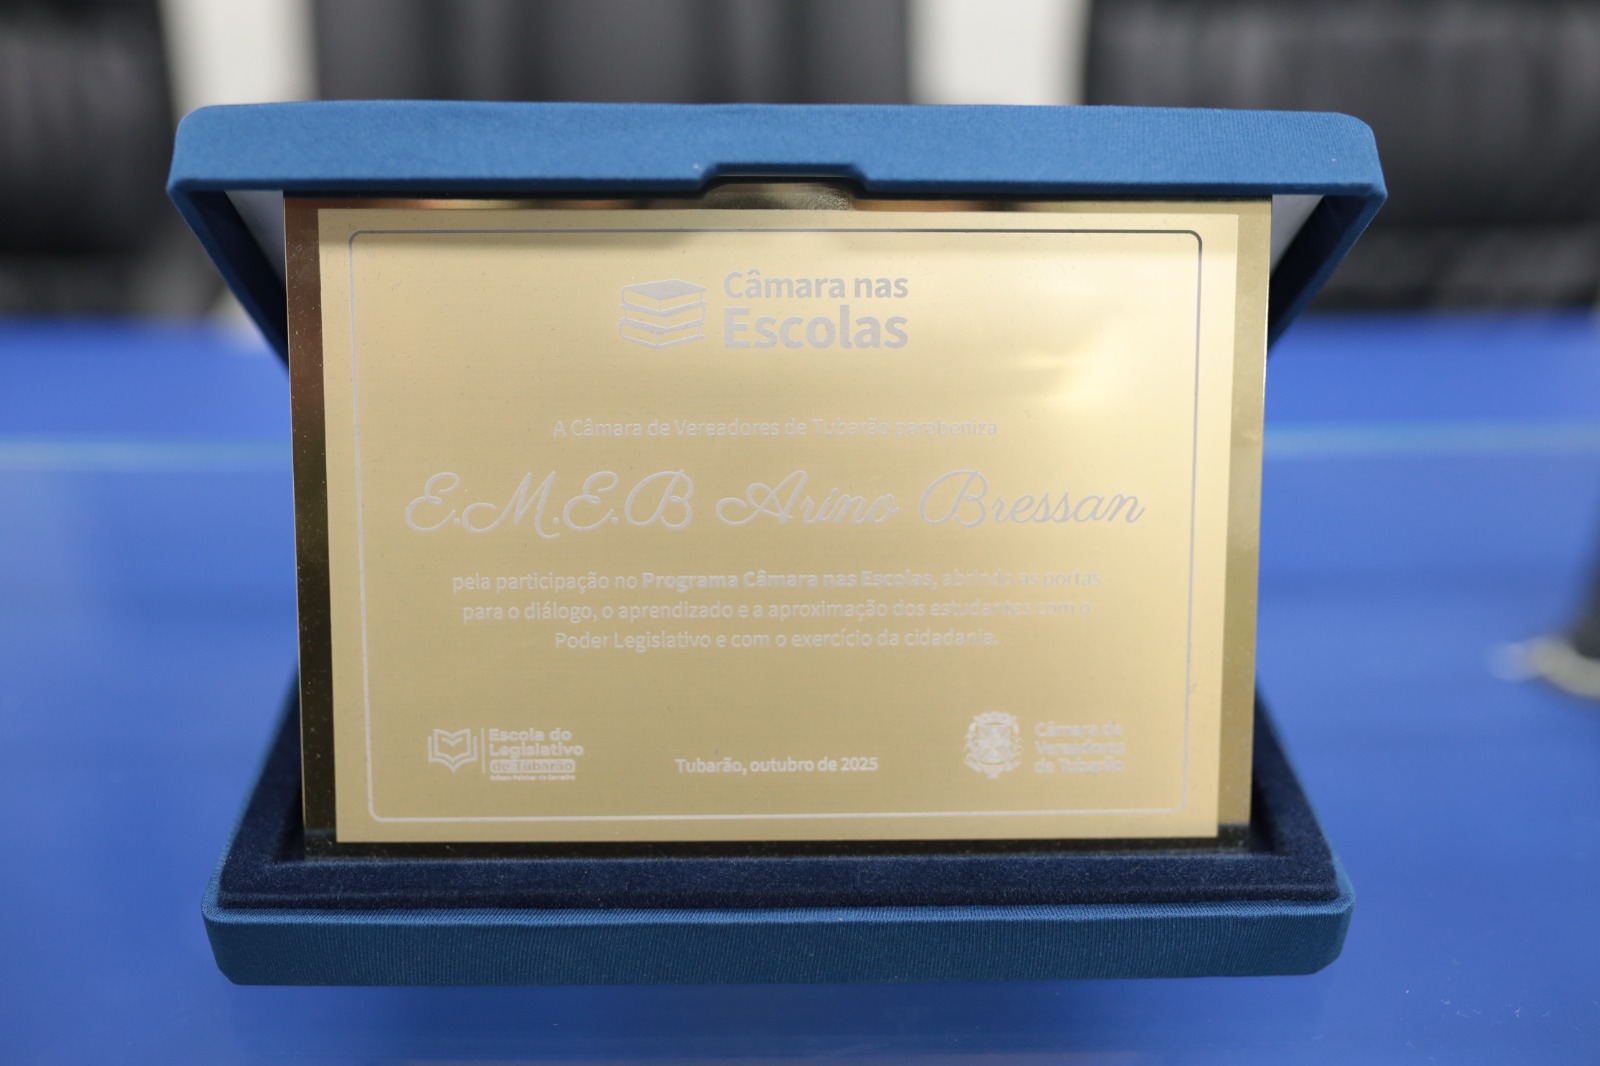 Câmara nas
Escolas
A Câmara de Vereadores de Tubarão parabeniza
E.M.E.B Arino Bressan
pela participação no Programa Câmara nas Escolas, abrindo as portas
para o diálogo, o aprendizado e a aproximação dos estudantes com o
Poder Legislativo e com o exercício da cidadania.
Escola do
Legislativo
de Tubarão
Tubarão, outubro de 2025
Câmara de
Vereadores
de Tubarão